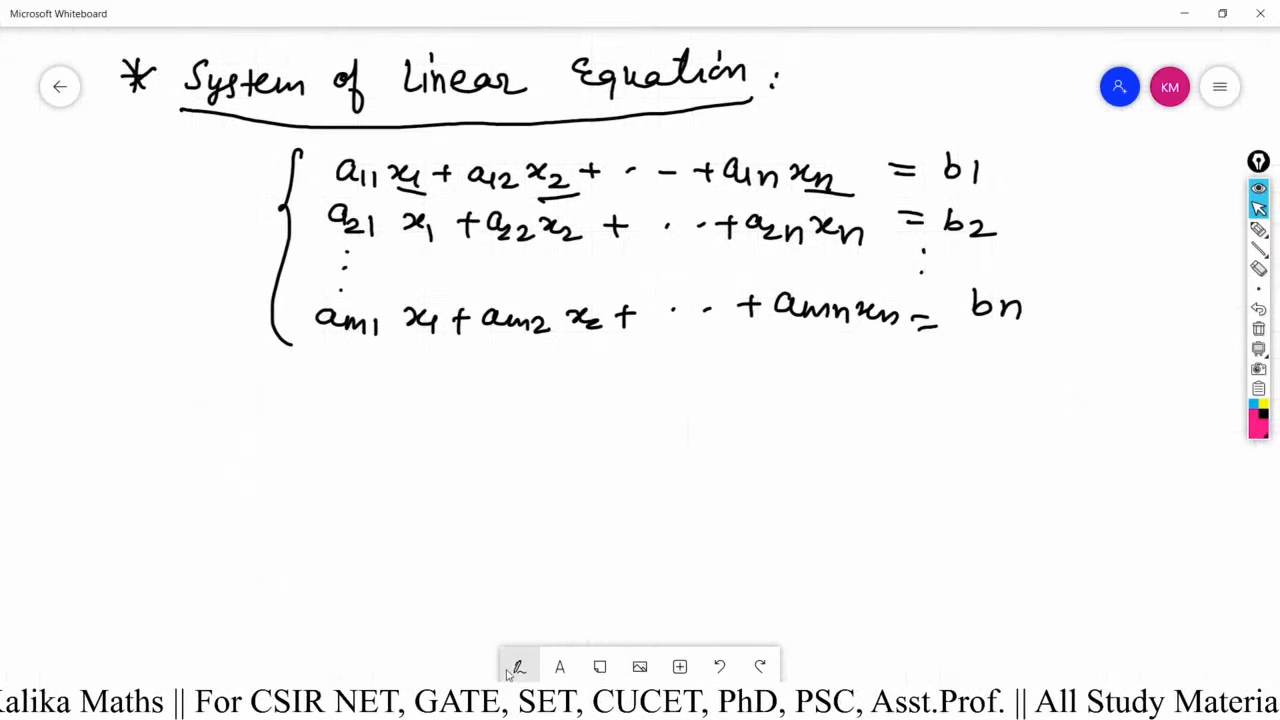 Microsoft Whiteboard
* System of Linear Equation :
a11 x1 + a12 x2 + . . - + a1n xn = b1
KM
a21 x1 + a22 x2 + . . . + a2n xn = b2
⋮ ⋮
am1 x1 + am2 x2 + . . . + amn xn = bn
A
Kalika Maths || For CSIR NET, GATE, SET, CUCET, PhD, PSC, Asst.Prof. || All Study Materia